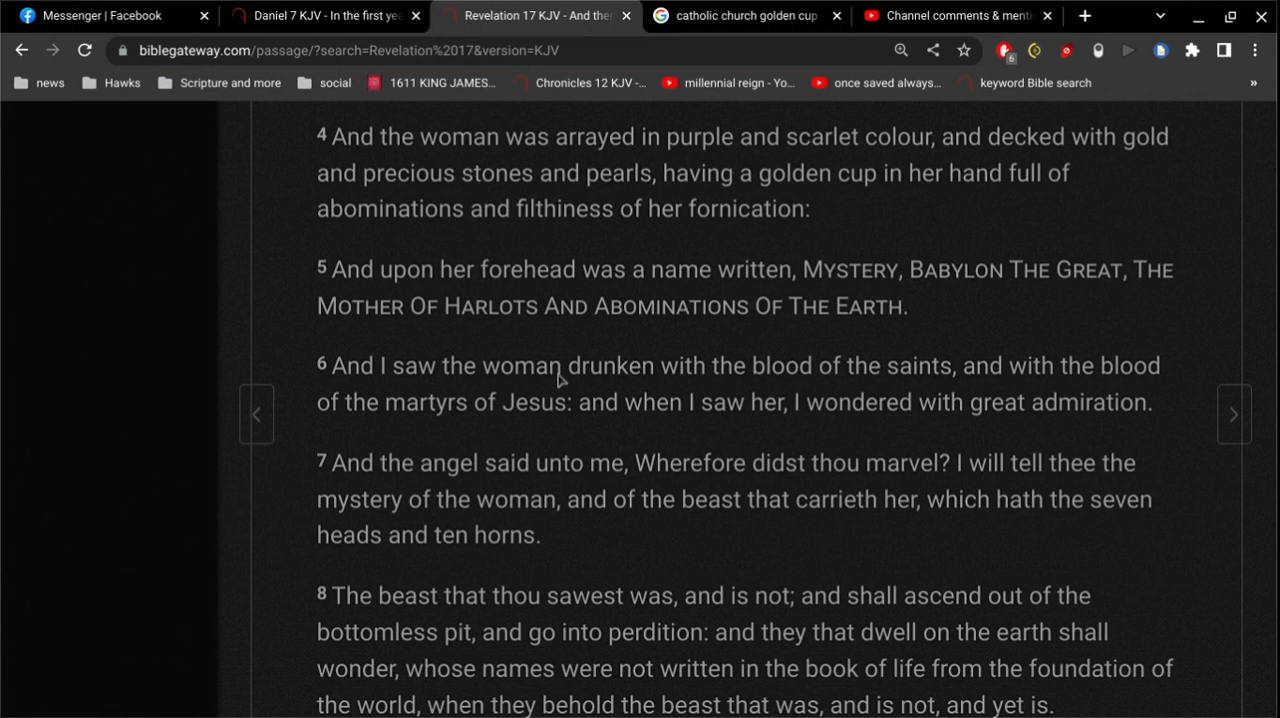 Messenger | Facebook
Daniel 7 KJV - In the first yea
Revelation 17 KJV - And ther
catholic church golden cup
Channel comments & menti
biblegateway.com/passage/?search=Revelation%2017&version=KJV
6
news
Hawks
Scripture and more
social
1611 KING JAMES...
Chronicles 12 KJV -...
millennial reign - Yo...
once saved always...
keyword Bible search
»
4 And the woman was arrayed in purple and scarlet colour, and decked with gold
and precious stones and pearls, having a golden cup in her hand full of
abominations and filthiness of her fornication:
5 And upon her forehead was a name written, MYSTERY, BABYLON THE GREAT, THE
MOTHER OF HARLOTS AND ABOMINATIONS OF THE EARTH.
6 And I saw the woman drunken with the blood of the saints, and with the blood
of the martyrs of Jesus: and when I saw her, I wondered with great admiration.
7 And the angel said unto me, Wherefore didst thou marvel? I will tell thee the
mystery of the woman, and of the beast that carrieth her, which hath the seven
heads and ten horns.
8 The beast that thou sawest was, and is not; and shall ascend out of the
bottomless pit, and go into perdition: and they that dwell on the earth shall
wonder, whose names were not written in the book of life from the foundation of
the world, when they behold the beast that was, and is not, and yet is.